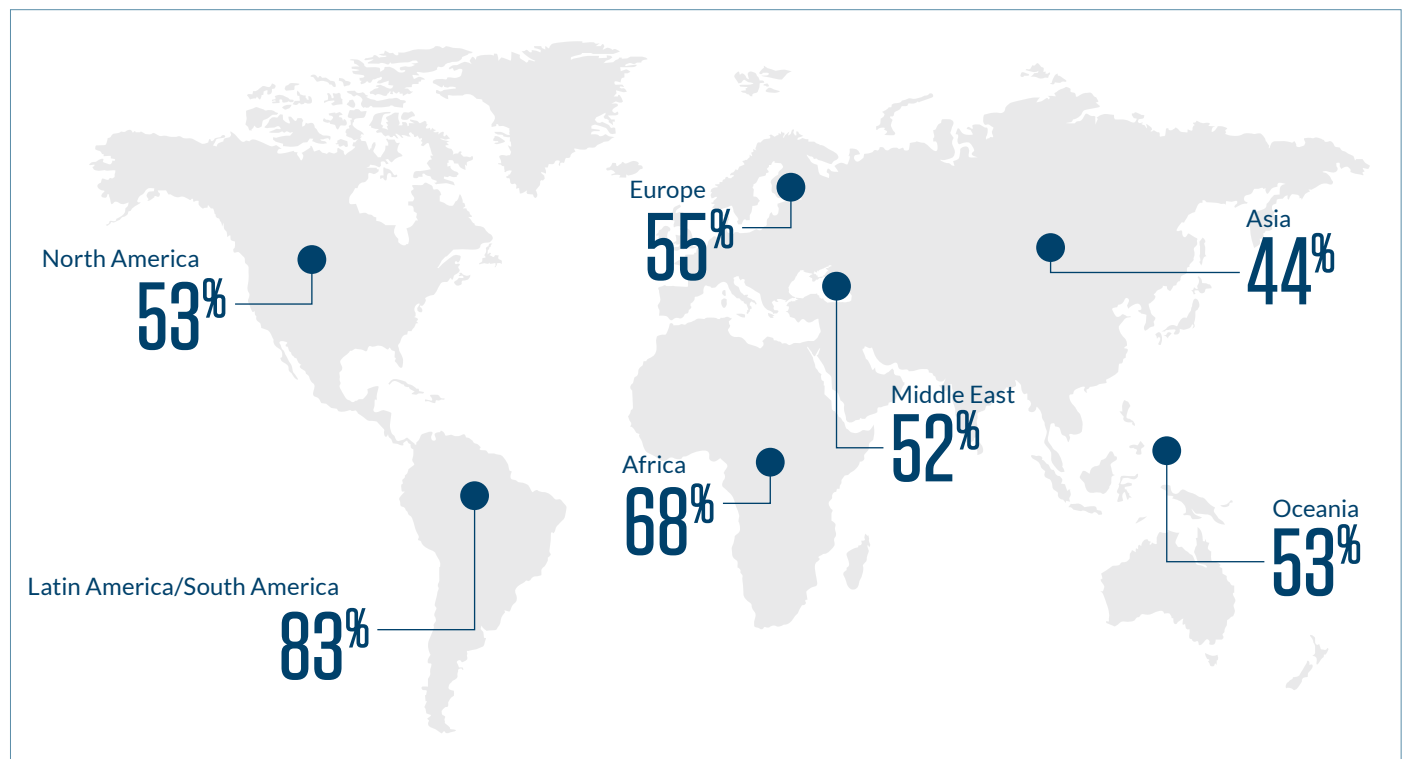 Europe
55%
Asia
44%
North America
53%
Middle East
52%
Africa
68%
Oceania
53%
Latin America/South America
83%